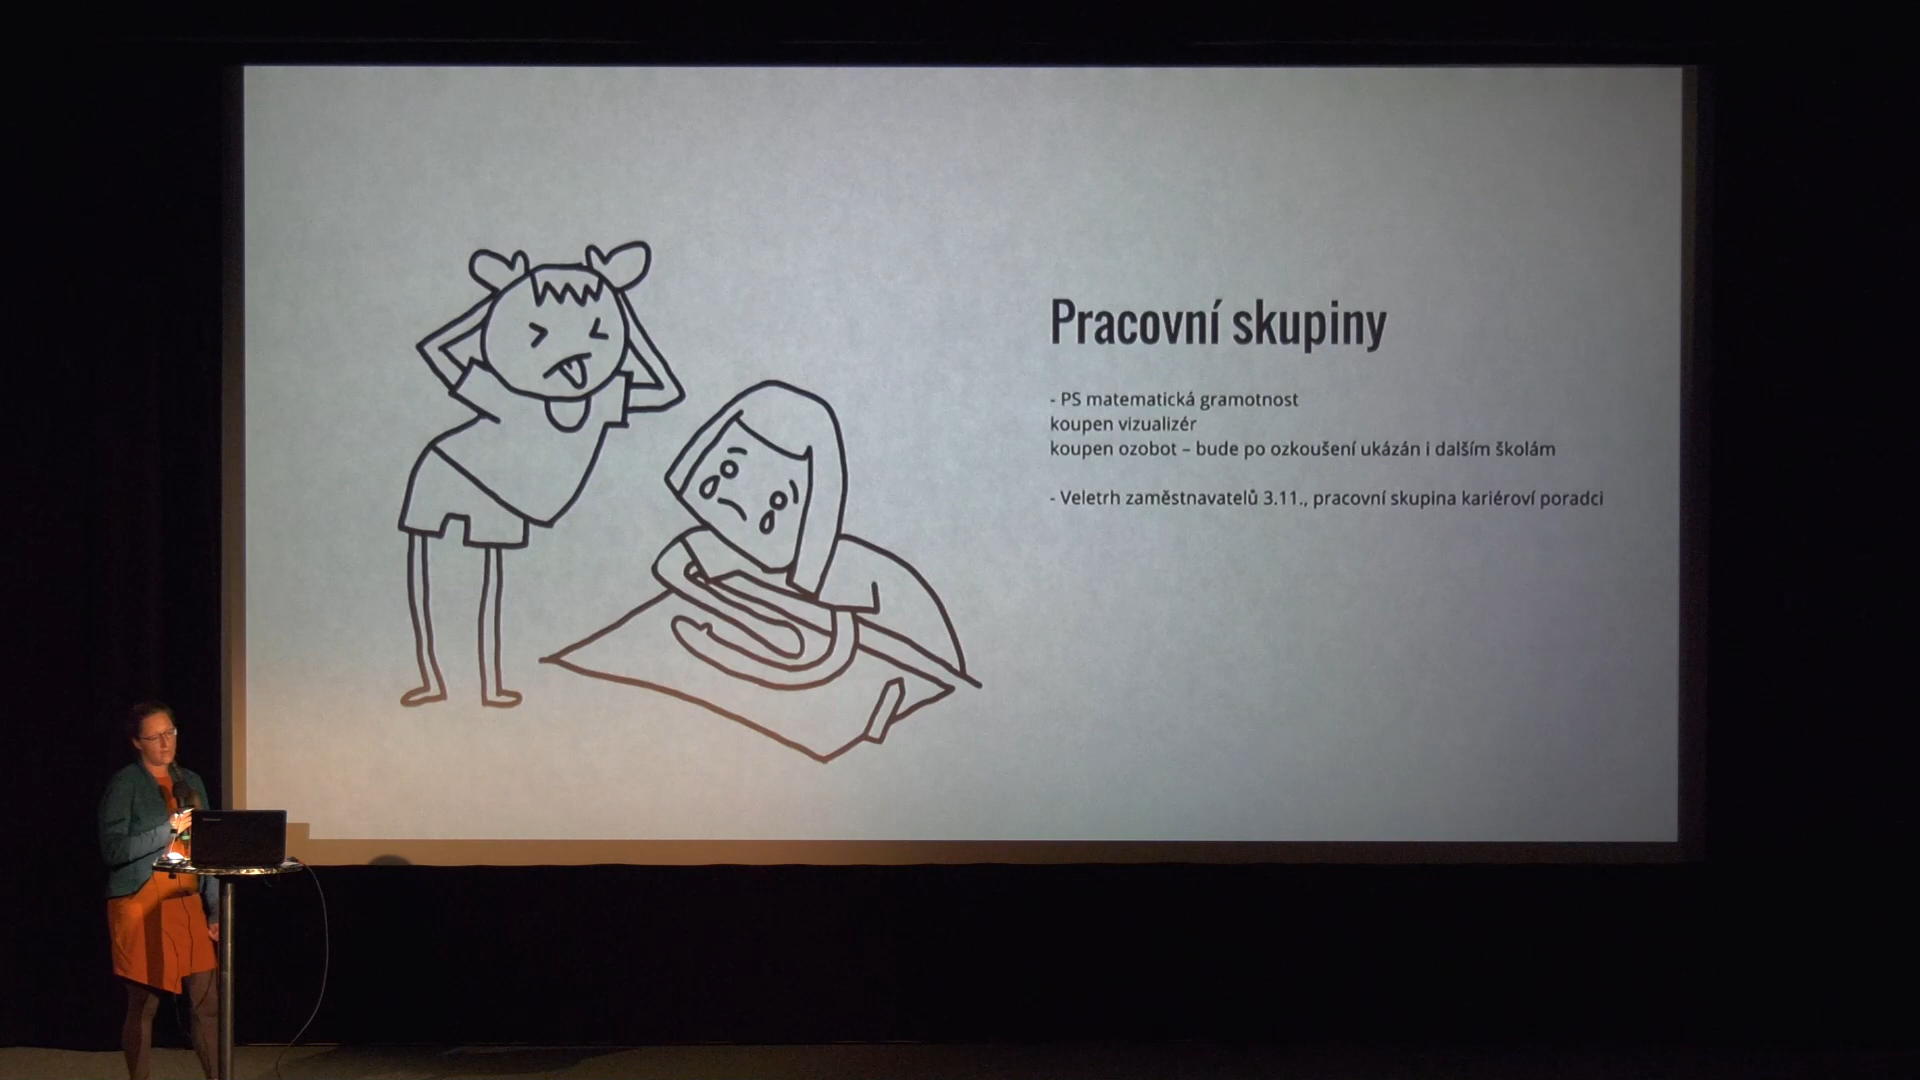 Pracovní skupiny
- PS matematická gramotnost
koupen vizualizér
koupen ozobot – bude po ozkoušení ukázán i dalším školám
- Veletrh zaměstnavatelů 3.11., pracovní skupina kariéroví poradci